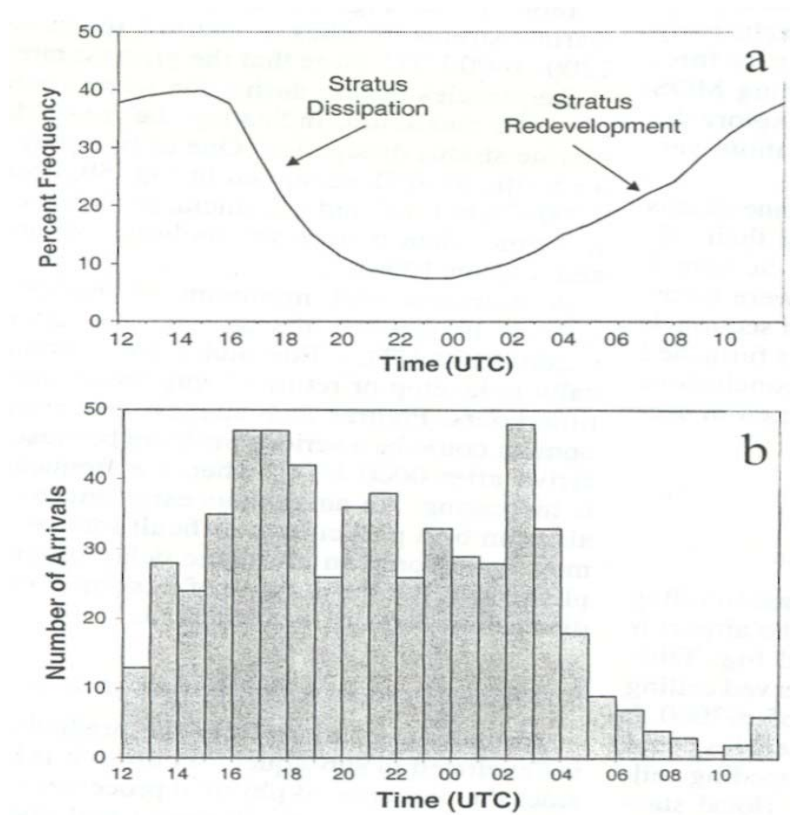 a
50
40
30
20
10
0
Percent Frequency
Stratus
Dissipation
Stratus
Redevelopment
12 14 16 18 20 22 00 02 04 06 08 10
Time (UTC)
b
50
40
30
20
10
0
Number of Arrivals
12 14 16 18 20 22 00 02 04 06 08 10
Time (UTC)